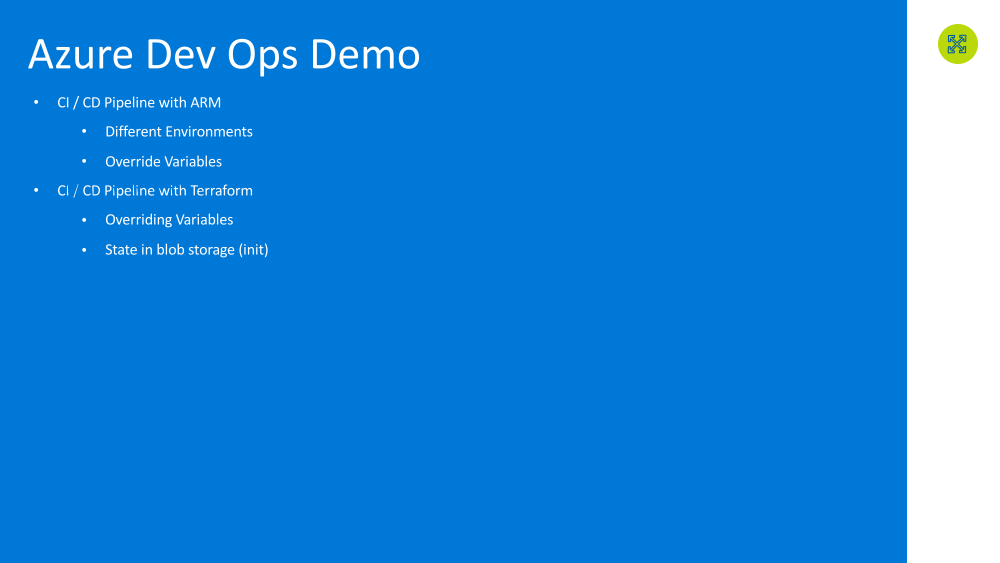 Azure Dev Ops Demo
• CI / CD Pipeline with ARM
• Different Environments
• Override Variables
• CI / CD Pipeline with Terraform
• Overriding Variables
• State in blob storage (init)